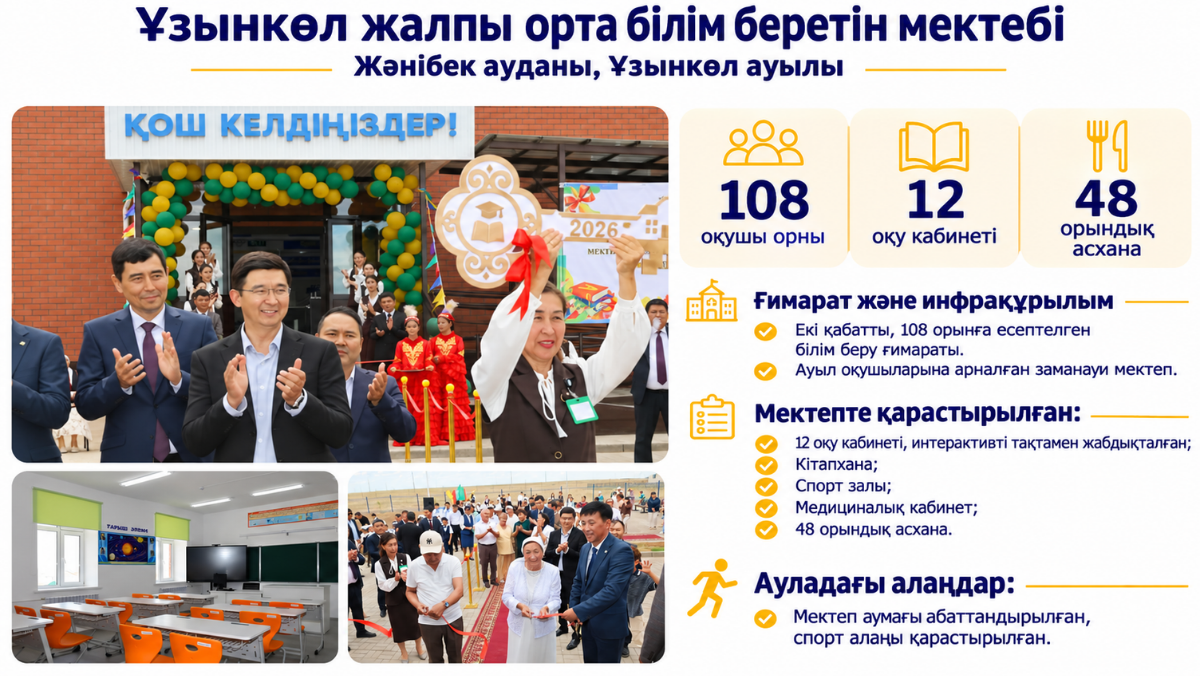 Ұзынкөл жалпы орта білім беретін мектебі
Жәнібек ауданы, Ұзынкөл ауылы
ҚОШ КЕЛДІҢІЗДЕР!
2026
108
оқушы орны
12
оқу кабинеті
48
орындық
асхана
Ғимарат және инфрақұрылым
Екі қабатты, 108 орынға есептелген
білім беру ғимараты.
Ауыл оқушыларына арналған заманауи мектеп.
Мектепте қарастырылған:
12 оқу кабинеті, интерактивті тақтамен жабдықталған;
Кітапхана;
Спорт залы;
Медициналық кабинет;
48 орындық асхана.
Ауладағы алаңдар:
Мектеп аумағы абаттандырылған,
спорт алаңы қарастырылған.